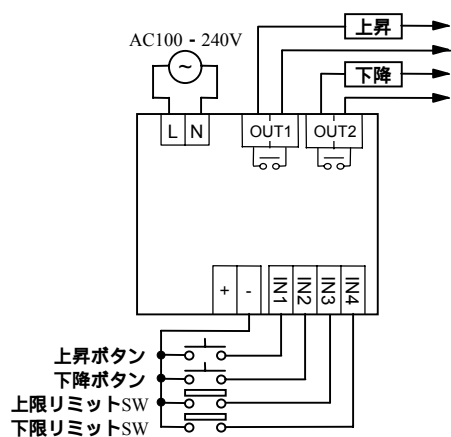 上昇
AC100 - 240V
~
下降
L N OUT1 OUT2
+ - IN1 IN2 IN3 IN4
上昇ボタン
下降ボタン
上限リミットSW
下限リミットSW